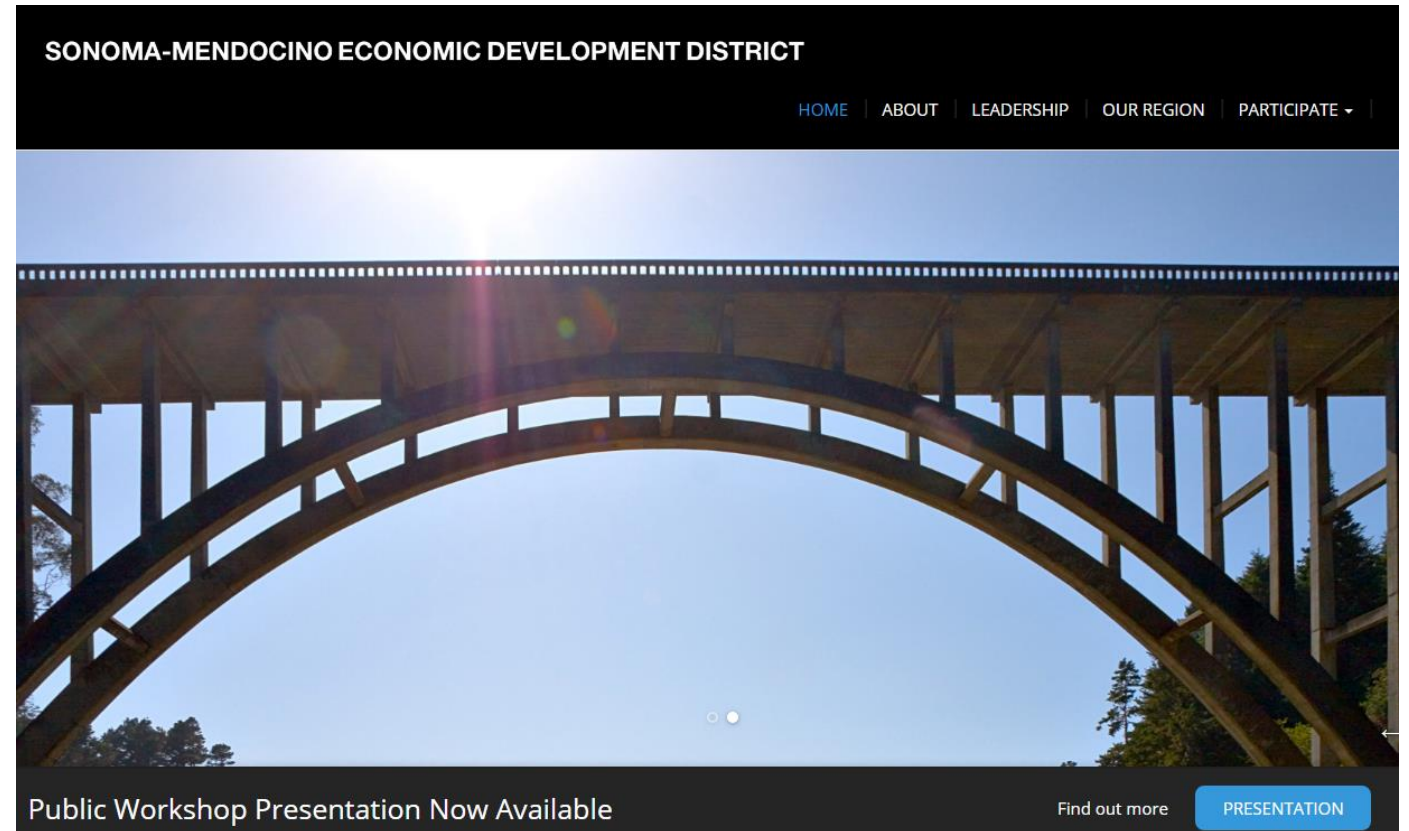 SONOMA-MENDOCINO ECONOMIC DEVELOPMENT DISTRICT
HOME ABOUT LEADERSHIP OUR REGION PARTICIPATE
Public Workshop Presentation Now Available Find out more PRESENTATION